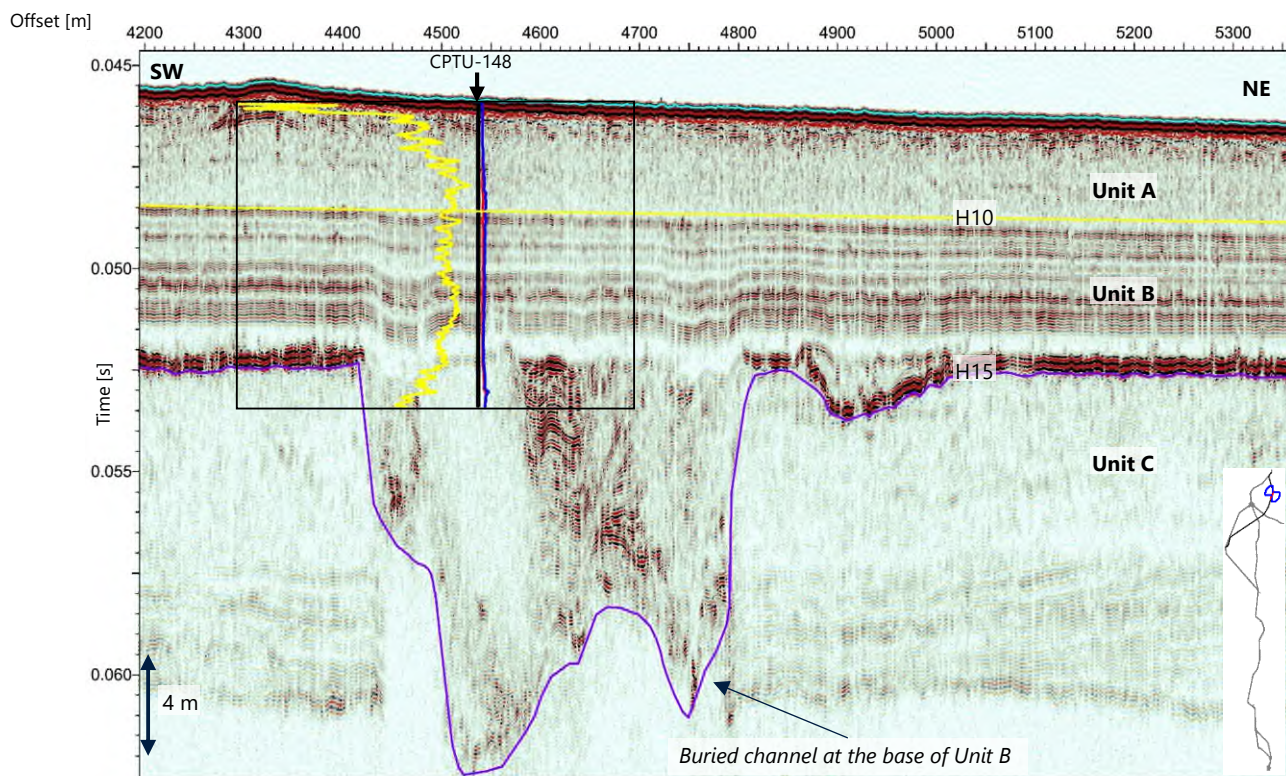 Offset [m]
4200 4300 4400 4500 4600 4700 4800 4900 5000 5100 5200 5300
0.045
SW
CPTU-148
NE
Unit A
H10
0.050
Unit B
H15
Time [s]
0.055
Unit C
0.060
4 m
Buried channel at the base of Unit B